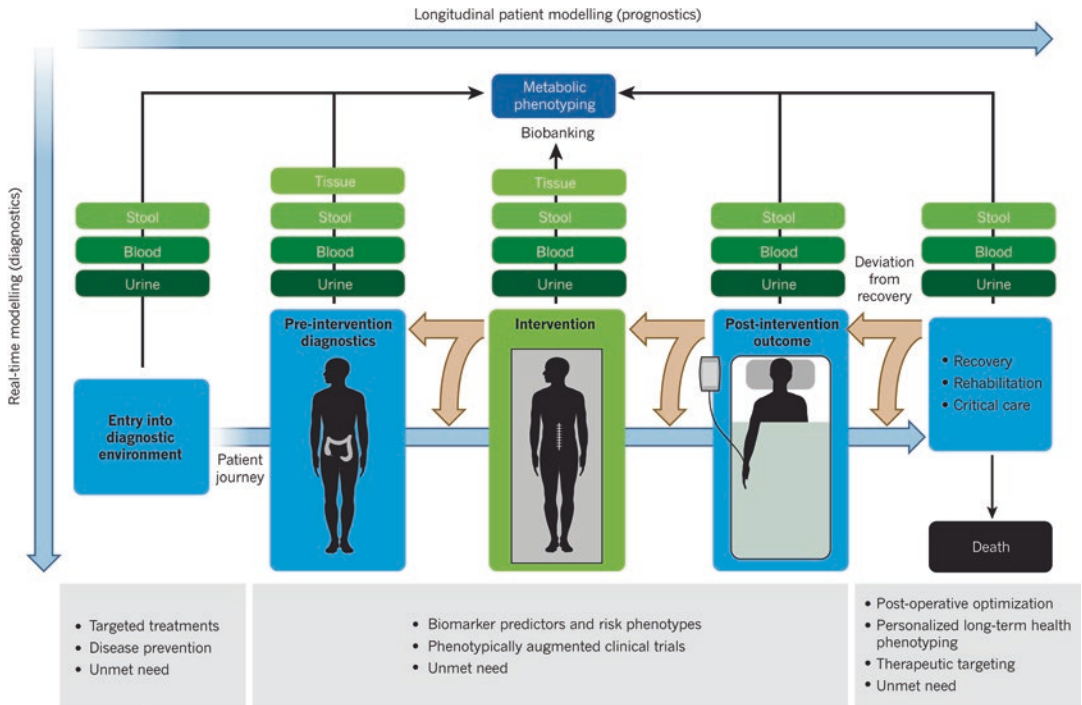 Longitudinal patient modelling (prognostics)
Real-time modelling (diagnostics)
Metabolic
phenotyping
Biobanking
Stool
Blood
Urine
Tissue
Stool
Blood
Urine
Tissue
Stool
Blood
Urine
Stool
Blood
Urine
Stool
Blood
Urine
Deviation
from
recovery
Entry into
diagnostic
environment
Patient
journey
Pre-intervention
diagnostics
Intervention
Post-intervention
outcome
• Recovery
• Rehabilitation
• Critical care
Death
• Targeted treatments
• Disease prevention
• Unmet need
• Biomarker predictors and risk phenotypes
• Phenotypically augmented clinical trials
• Unmet need
• Post-operative optimization
• Personalized long-term health
phenotyping
• Therapeutic targeting
• Unmet need